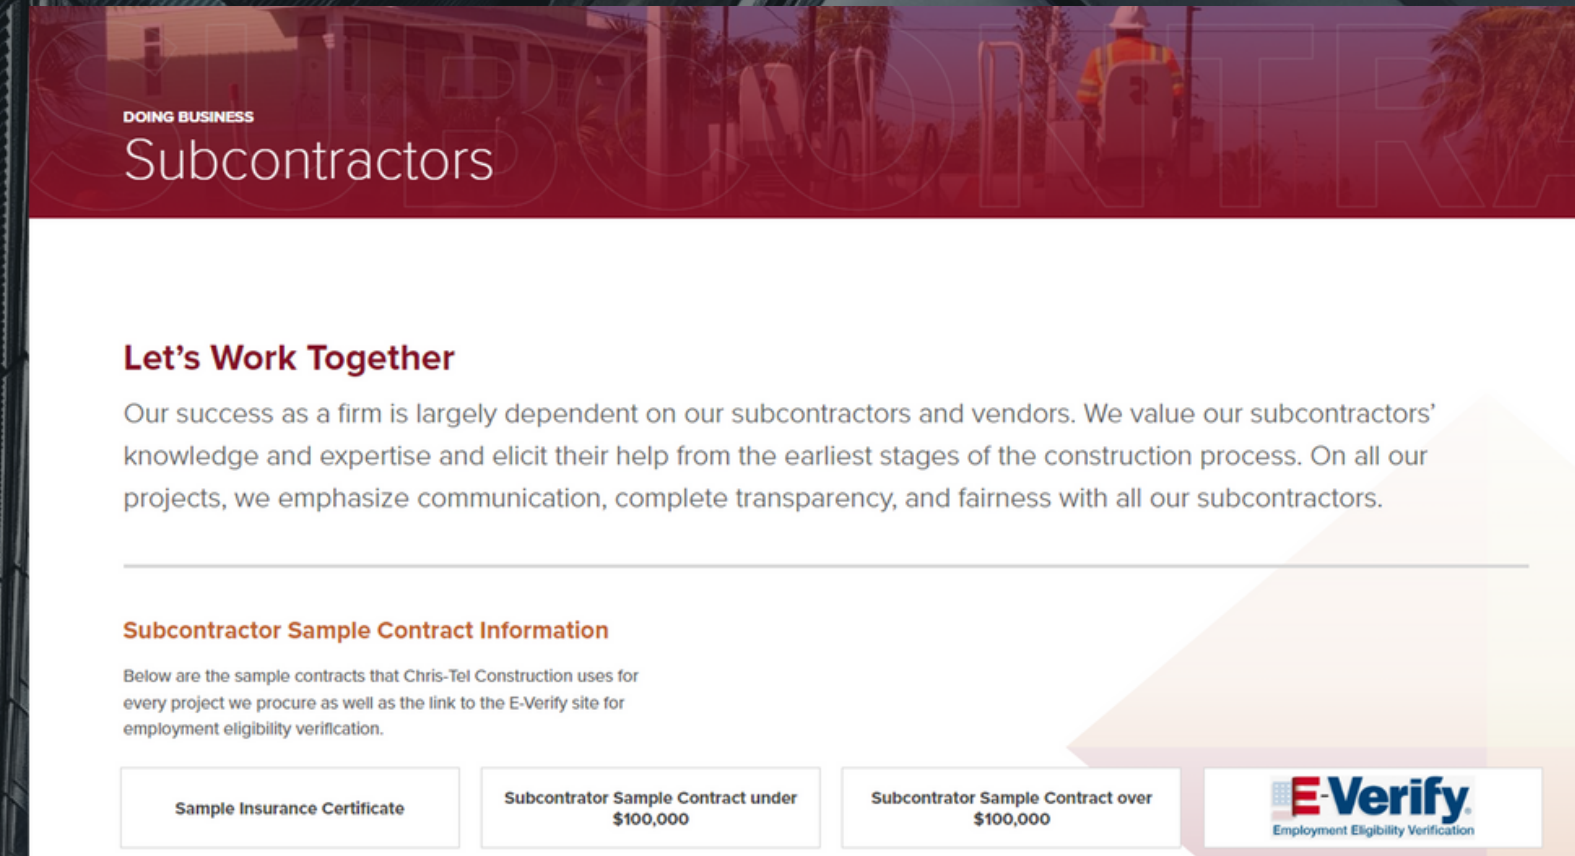 SUBCONTRA
DOING BUSINESS
Subcontractors
Let's Work Together
Our success as a firm is largely dependent on our subcontractors and vendors. We value our subcontractors'
knowledge and expertise and elicit their help from the earliest stages of the construction process. On all our
projects, we emphasize communication, complete transparency, and fairness with all our subcontractors.
Subcontractor Sample Contract Information
Below are the sample contracts that Chris-Tel Construction uses for
every project we procure as well as the link to the E-Verify site for
employment eligibility verification.
Sample Insurance Certificate
Subcontrator Sample Contract under
$100,000
Subcontrator Sample Contract over
$100,000
E-Verify®
Employment Eligibility Verification